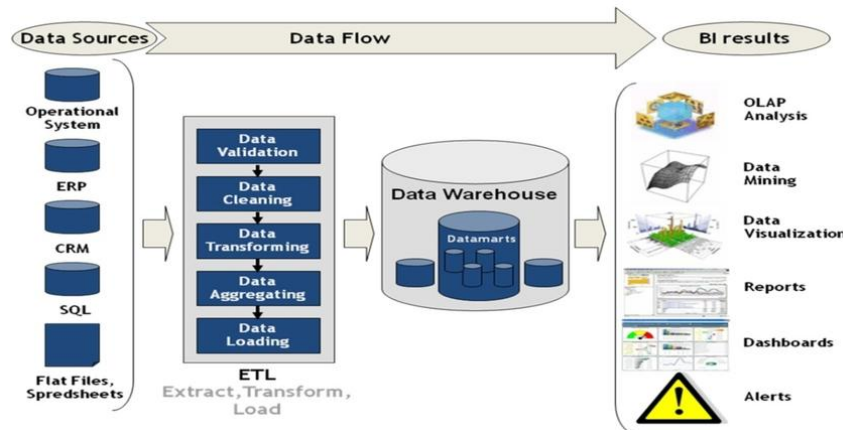 Data Sources
Data Flow
BI results
Operational
System
ERP
CRM
SQL
Flat Files,
Spredsheets
Data
Validation
Data
Cleaning
Data
Transforming
Data
Aggregating
Data
Loading
ETL
Extract,Transform,
Load
Data Warehouse
Datamarts
OLAP
Analysis
Data
Mining
Data
Visualization
Reports
Dashboards
Alerts